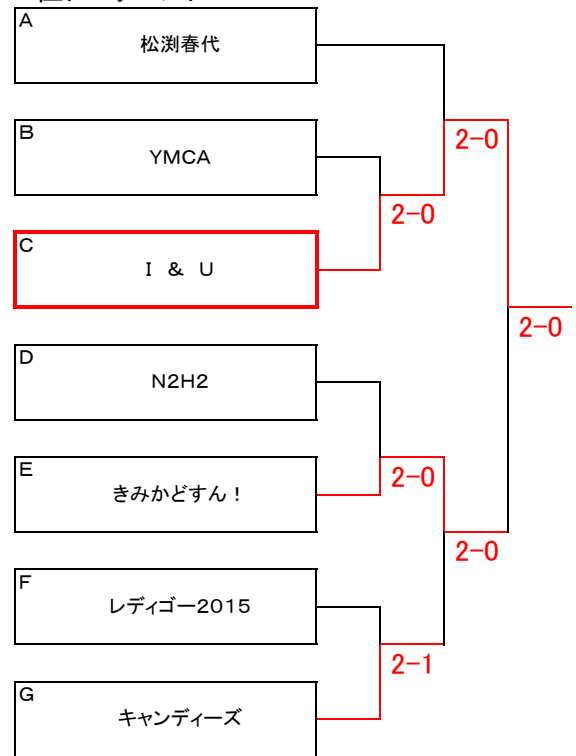 A
松渕春代
B
YMCA
2-0
2-0
C
I & U
2-0
D
N2H2
E
きみかどすん！
2-0
2-0
F
レディゴー2015
2-1
G
キャンディーズ